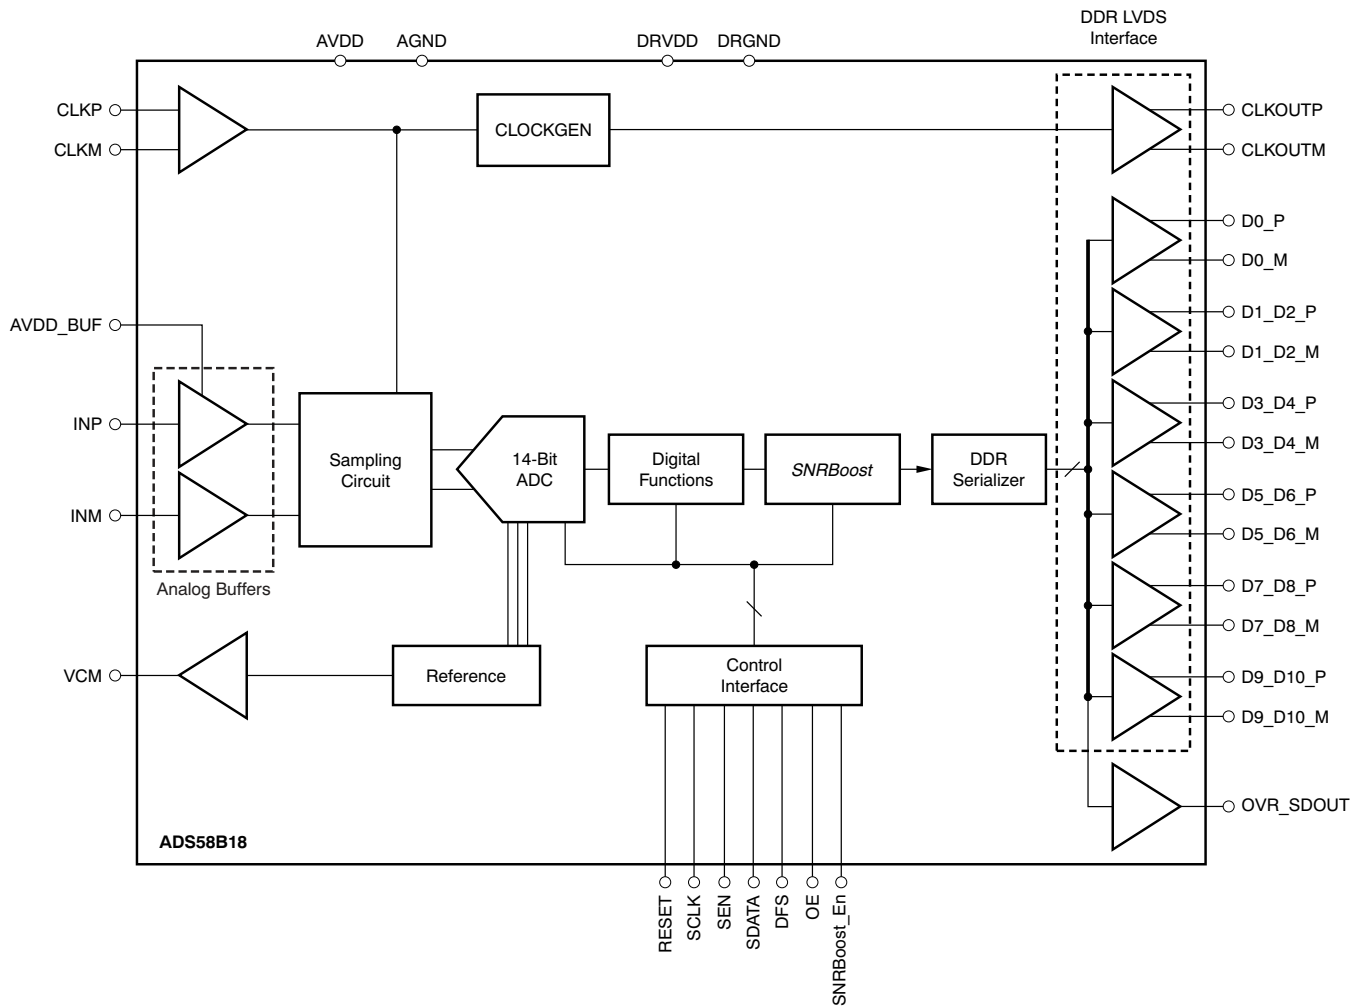 DDR LVDS
Interface
AVDD
AGND
DRVDD
DRGND
CLKP
CLKM
CLOCKGEN
CLKOUTP
CLKOUTM
D0_P
D0_M
AVDD_BUF
D1_D2_P
D1_D2_M
INP
INM
Analog Buffers
Sampling
Circuit
14-Bit
ADC
Digital
Functions
SNRBoost
DDR
Serializer
D3_D4_P
D3_D4_M
D5_D6_P
D5_D6_M
D7_D8_P
D7_D8_M
VCM
Reference
Control
Interface
D9_D10_P
D9_D10_M
OVR_SDOUT
ADS58B18
RESET
SCLK
SEN
SDATA
DFS
OE
SNRBoost_En